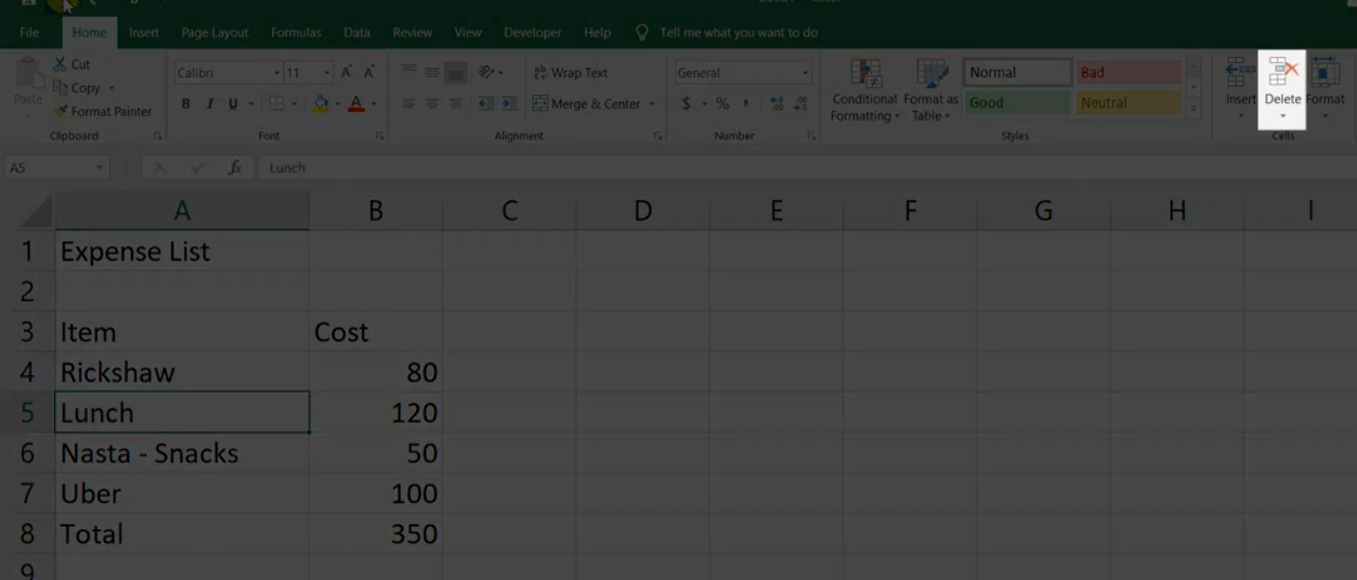 File Home Insert Page Layout Formulas Data Review View Developer Help Tell me what you want to do
Paste
Cut
Copy
Format Painter
Clipboard
Calibri 11 A A
B I U A
Font
Wrap Text
Merge & Center
Alignment
General
$ % ,
Number
Conditional Formatting
Format as Table
Normal Bad
Good Neutral
Styles
Insert Delete Format
Cells
A5 fx Lunch
A B C D E F G H I
1 Expense List
2
3 Item Cost
4 Rickshaw 80
5 Lunch 120
6 Nasta - Snacks 50
7 Uber 100
8 Total 350
9